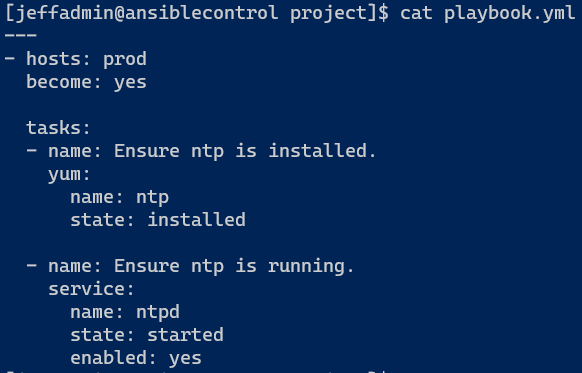 [jeffadmin@ansiblecontrol project]$ cat playbook.yml
---
- hosts: prod
  become: yes

  tasks:
  - name: Ensure ntp is installed.
    yum:
      name: ntp
      state: installed

  - name: Ensure ntp is running.
    service:
      name: ntpd
      state: started
      enabled: yes